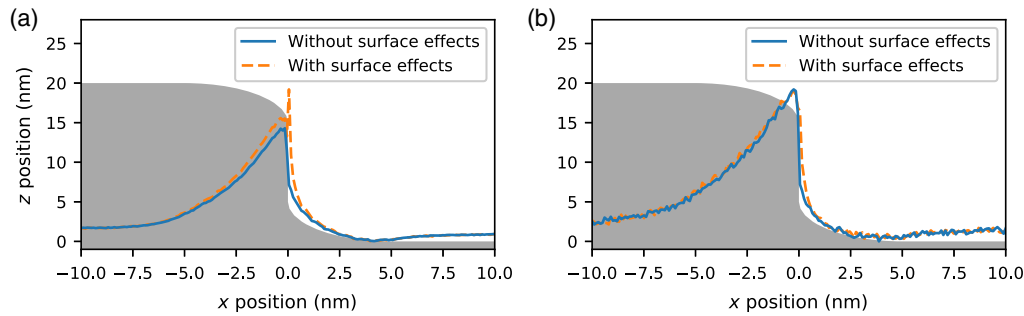 (a)
z position (nm)
25
20
15
10
5
0
Without surface effects
With surface effects
−10.0 −7.5 −5.0 −2.5 0.0 2.5 5.0 7.5 10.0
x position (nm)
(b)
25
20
15
10
5
0
Without surface effects
With surface effects
−10.0 −7.5 −5.0 −2.5 0.0 2.5 5.0 7.5 10.0
x position (nm)